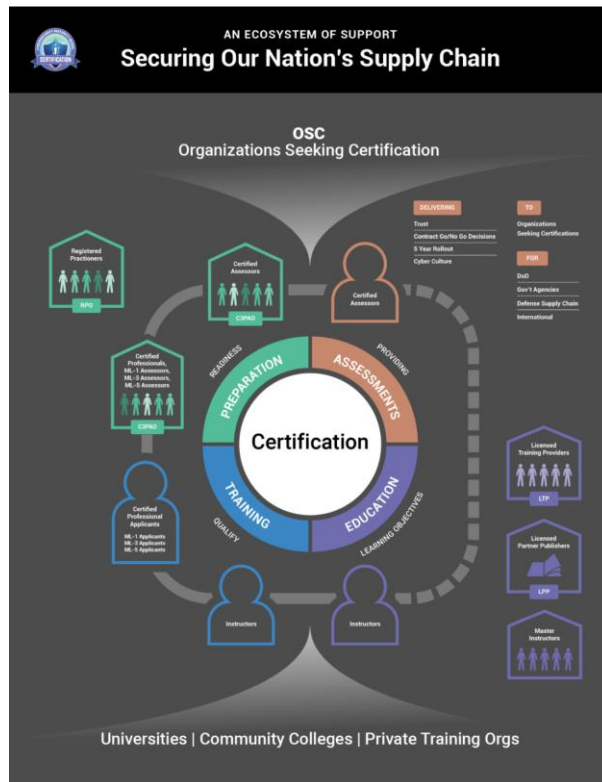 CERTIFICATION
AN ECOSYSTEM OF SUPPORT
Securing Our Nation's Supply Chain
OSC
Organizations Seeking Certification
DELIVERING
Trust
Contract Go/No Go Decisions
5 Year Rollout
Cyber Culture
TO
Organizations
Seeking Certifications
FOR
DoD
Gov't Agencies
Defense Supply Chain
International
Registered
Practioners
RPO
Certified
Assessors
C3PAO
Certified
Assessors
Certified
Professionals,
ML-1 Assessors,
ML-3 Assessors,
ML-5 Assessors
C3PAO
READINESS
PREPARATION
PROVIDING
ASSESSMENTS
Certification
TRAINING
QUALIFY
EDUCATION
LEARNING OBJECTIVES
Certified
Professional
Applicants
ML-1 Applicants
ML-3 Applicants
ML-5 Applicants
Instructors
Instructors
Licensed
Training Providers
LTP
Licensed
Partner Publishers
LPP
Master
Instructors
Universities | Community Colleges | Private Training Orgs